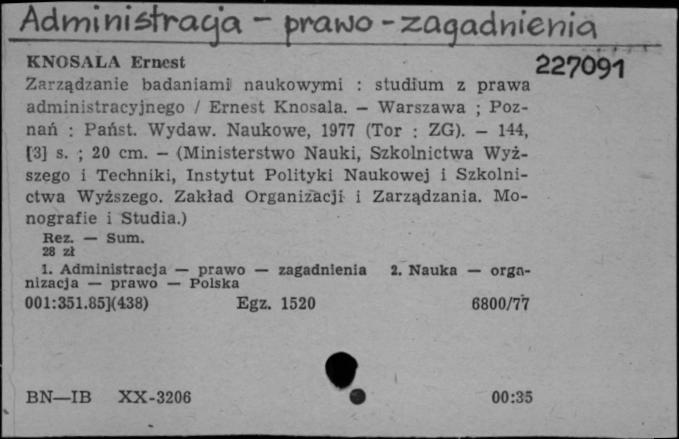 Administracja - prawo - zagadnienia
KNOSALA Ernest
227091
Zarządzanie badaniami naukowymi : studium z prawa
administracyjnego / Ernest Knosala. — Warszawa ; Poz-
nań : Państ. Wydaw. Naukowe, 1977 (Tor : ZG). — 144,
[3] s. ; 20 cm. — (Ministerstwo Nauki, Szkolnictwa Wyż-
szego i Techniki, Instytut Polityki Naukowej i Szkolni-
ctwa Wyższego. Zakład Organizacji i Zarządzania. Mo-
nografie i Studia.)
Rez. — Sum.
28 zł
1. Administracja — prawo — zagadnienia 2. Nauka — orga-
nizacja — prawo — Polska
001:351.85](438) Egz. 1520 6800/77
BN—IB XX-3206 00:35